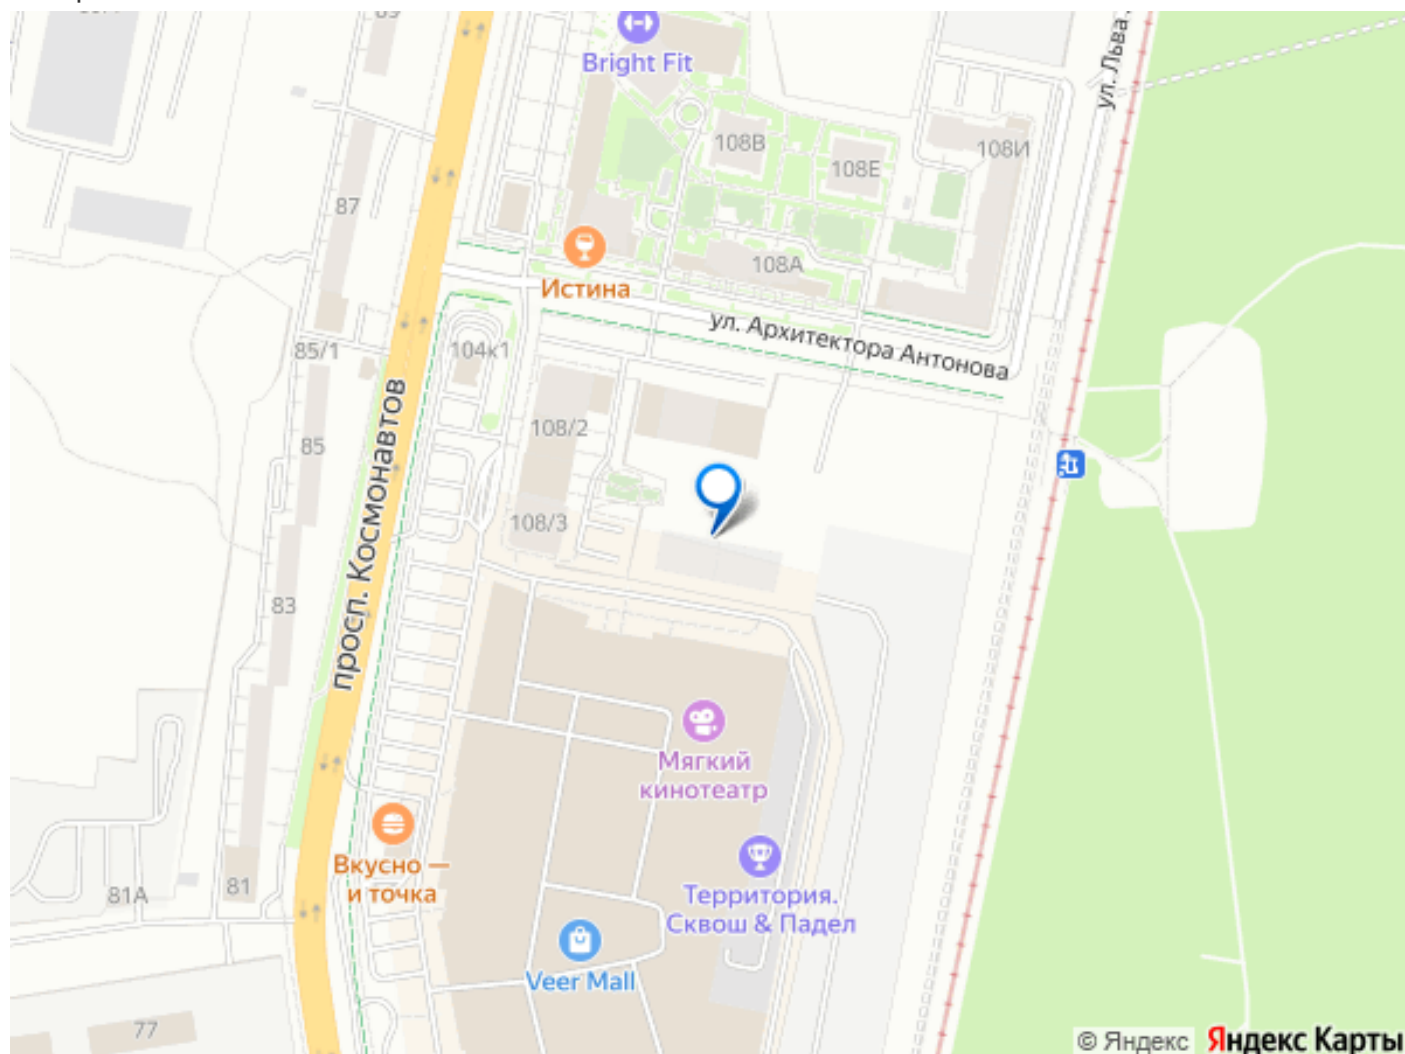 Bright Fit
ул. Льва
108В
108И
108Е
87
108А
Истина
ул. Архитектора Антонова
85/1
104к1
просп. Космонавтов
108/2
85
108/3
83
Мягкий
кинотеатр
Вкусно —
и точка
81А
81
Территория.
Сквош & Падел
Veer Mall
77
© Яндекс Яндекс Карты